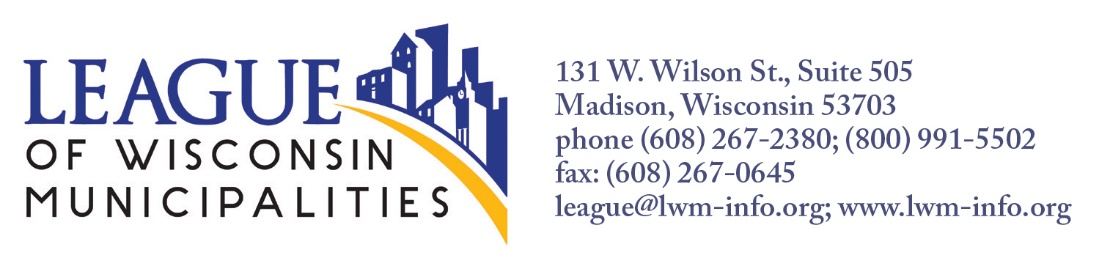 LEAGUE
OF WISCONSIN
MUNICIPALITIES
131 W. Wilson St., Suite 505
Madison, Wisconsin 53703
phone (608) 267-2380; (800) 991-5502
fax: (608) 267-0645
league@lwm-info.org; www.lwm-info.org